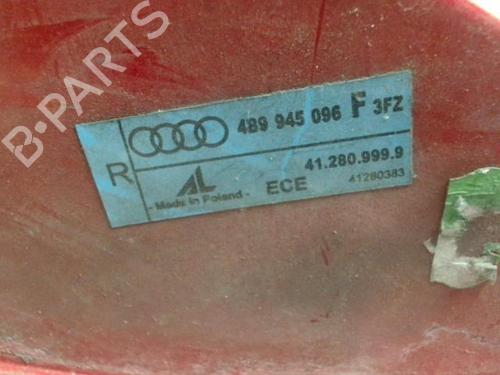 B-PARTS
4B9 945 096 F 3FZ
R
41.280.999.9
AL
ECE
41280383
- Made in Poland -